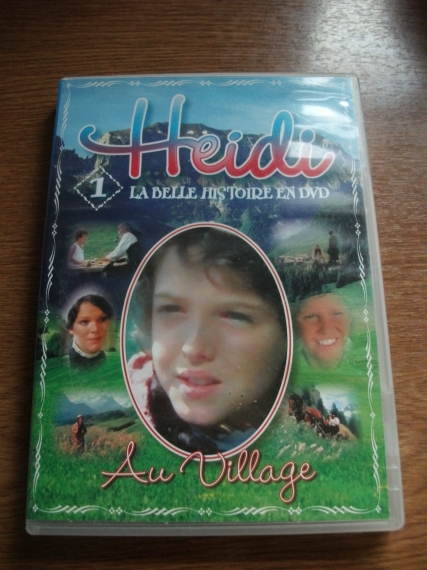 Heidi
1
LA BELLE HISTOIRE EN DVD
Au Village